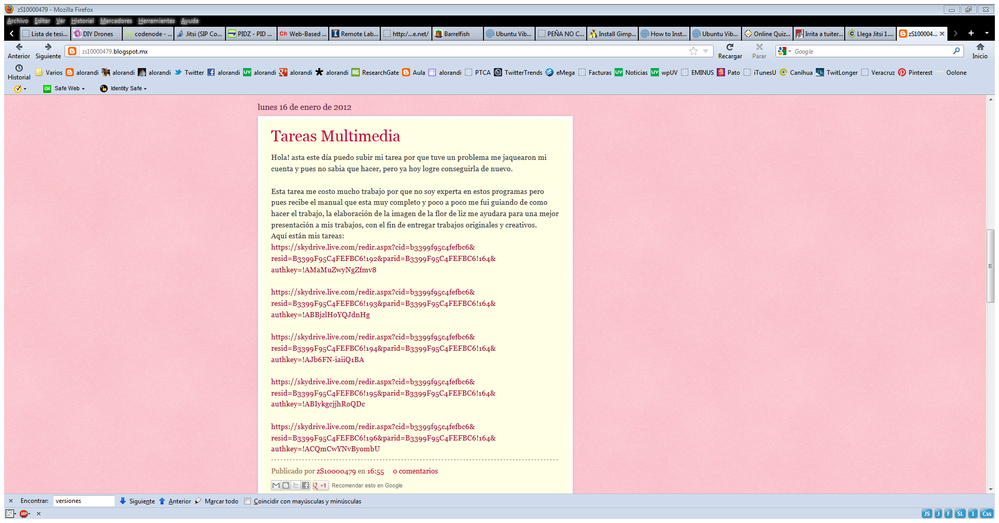 zS10000479 - Mozilla Firefox
Archivo Editar Ver Historial Marcadores Herramientas Ayuda
Lista de tesi... DIY Drones codenode - ... Jitsi (SIP Co... PIDZ - PID ... Web-Based ... Remote Lab... http:/...e.net/ Barrelfish Ubuntu Vib... PEÑA NO C... Install Gimp... How to Inst... Ubuntu Vib... Online Quiz... Irrita a tuiter... Llega Jitsi 1.... zS100004...
Anterior Siguiente zs10000479.blogspot.mx Recargar Parar Google Inicio
Historial Varios alorandi alorandi alorandi Twitter alorandi alorandi alorandi alorandi ResearchGate Aula alorandi PTCA TwitterTrends eMega Facturas Noticias wpUV EMINUS Pato iTunesU Caníhua TwitLonger Veracruz Pinterest Oolone
OK Safe Web Identity Safe
lunes 16 de enero de 2012
Tareas Multimedia
Hola! asta este día puedo subir mi tarea por que tuve un problema me jaquearon mi
cuenta y pues no sabia que hacer, pero ya hoy logre conseguirla de nuevo.
Esta tarea me costo mucho trabajo por que no soy experta en estos programas pero
pues recibe el manual que esta muy completo y poco a poco me fui guiando de como
hacer el trabajo, la elaboración de la imagen de la flor de liz me ayudara para una mejor
presentación a mis trabajos, con el fin de entregar trabajos originales y creativos.
Aquí están mis tareas:
https://skydrive.live.com/redir.aspx?cid=b3399f95c4fefbc6&
resid=B3399F95C4FEFBC6!192&parid=B3399F95C4FEFBC6!164&
authkey=!AMaMuZwyNgZfmv8
https://skydrive.live.com/redir.aspx?cid=b3399f95c4fefbc6&
resid=B3399F95C4FEFBC6!193&parid=B3399F95C4FEFBC6!164&
authkey=!ABBjzlHoYQJdnHg
https://skydrive.live.com/redir.aspx?cid=b3399f95c4fefbc6&
resid=B3399F95C4FEFBC6!194&parid=B3399F95C4FEFBC6!164&
authkey=!AJb6FN-iaiiQ1BA
https://skydrive.live.com/redir.aspx?cid=b3399f95c4fefbc6&
resid=B3399F95C4FEFBC6!195&parid=B3399F95C4FEFBC6!164&
authkey=!ABIykgcjjhRoQDc
https://skydrive.live.com/redir.aspx?cid=b3399f95c4fefbc6&
resid=B3399F95C4FEFBC6!196&parid=B3399F95C4FEFBC6!164&
authkey=!ACQmCwYNvByombU
Publicado por zS10000479 en 16:55 0 comentarios
+1 Recomendar esto en Google
Encontrar: versiones Siguiente Anterior Marcar todo Coincidir con mayúsculas y minúsculas
S ABP JS J F SL I Css